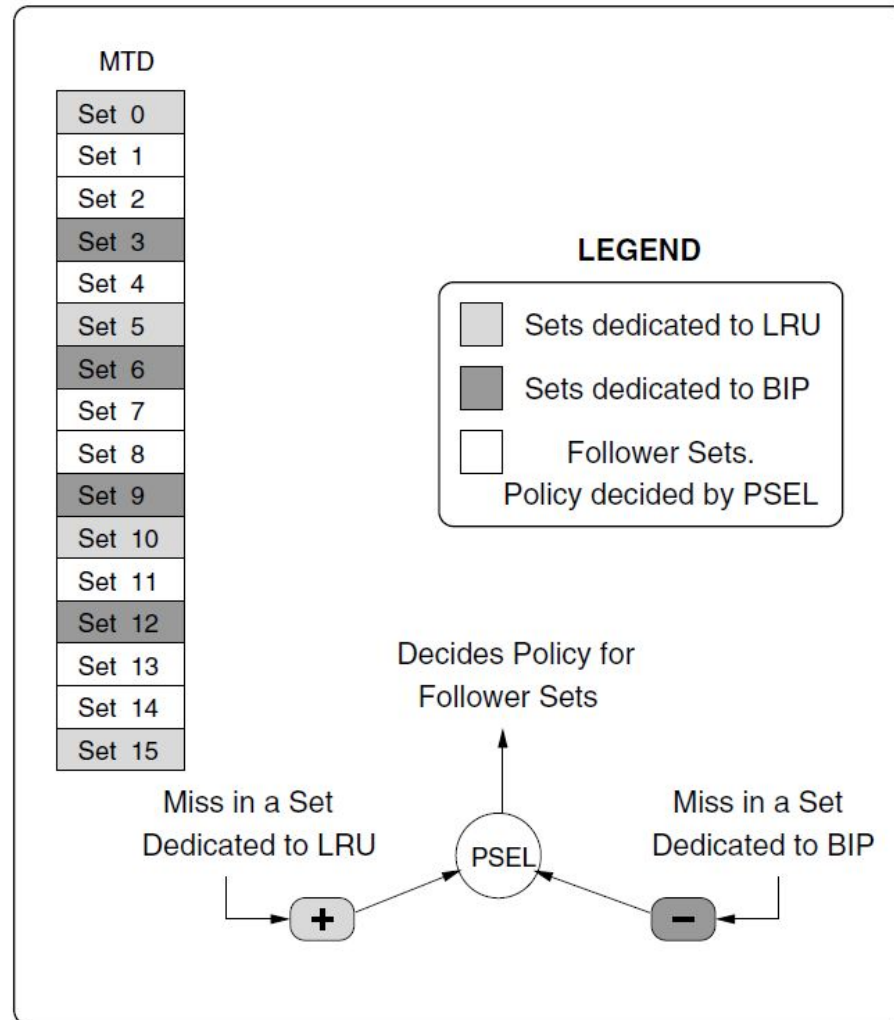 MTD
Set 0
Set 1
Set 2
Set 3
Set 4
Set 5
Set 6
Set 7
Set 8
Set 9
Set 10
Set 11
Set 12
Set 13
Set 14
Set 15
LEGEND
Sets dedicated to LRU
Sets dedicated to BIP
Follower Sets.
Policy decided by PSEL
Decides Policy for
Follower Sets
Miss in a Set
Dedicated to LRU
PSEL
Miss in a Set
Dedicated to BIP
+
−